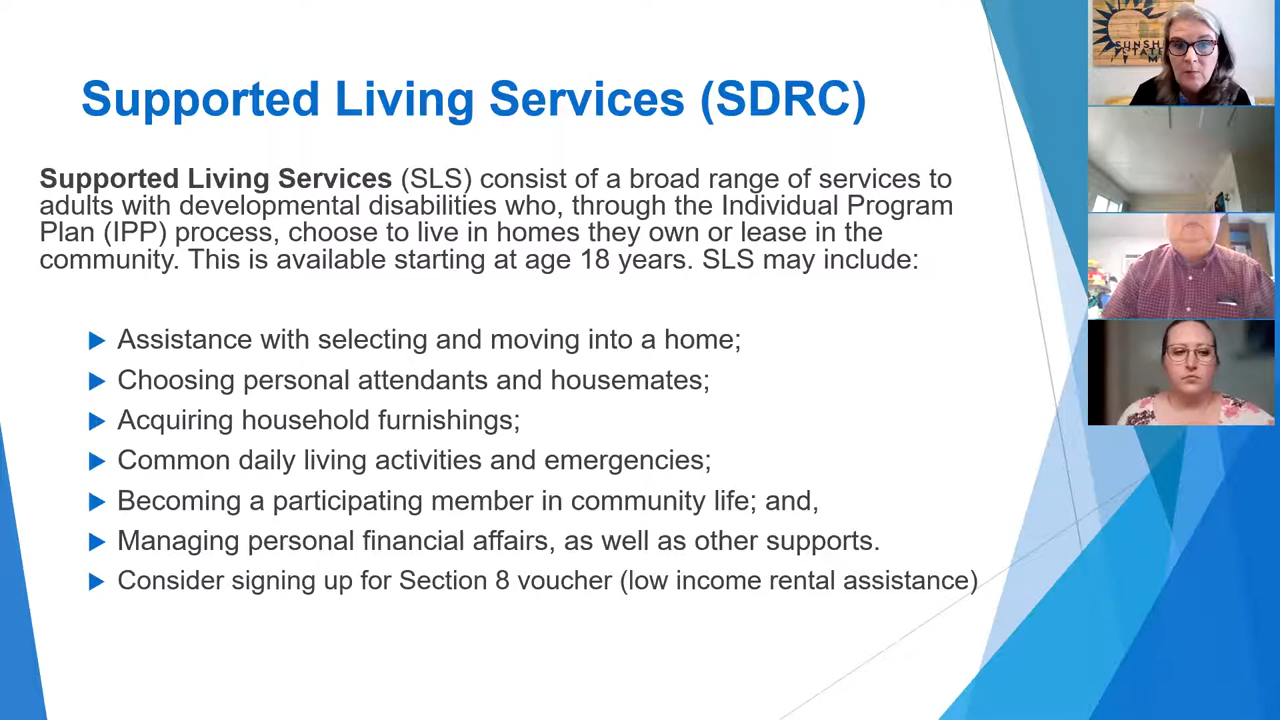 Supported Living Services (SDRC)
Supported Living Services (SLS) consist of a broad range of services to
adults with developmental disabilities who, through the Individual Program
Plan (IPP) process, choose to live in homes they own or lease in the
community. This is available starting at age 18 years. SLS may include:
Assistance with selecting and moving into a home;
Choosing personal attendants and housemates;
Acquiring household furnishings;
Common daily living activities and emergencies;
Becoming a participating member in community life; and,
Managing personal financial affairs, as well as other supports.
Consider signing up for Section 8 voucher (low income rental assistance)